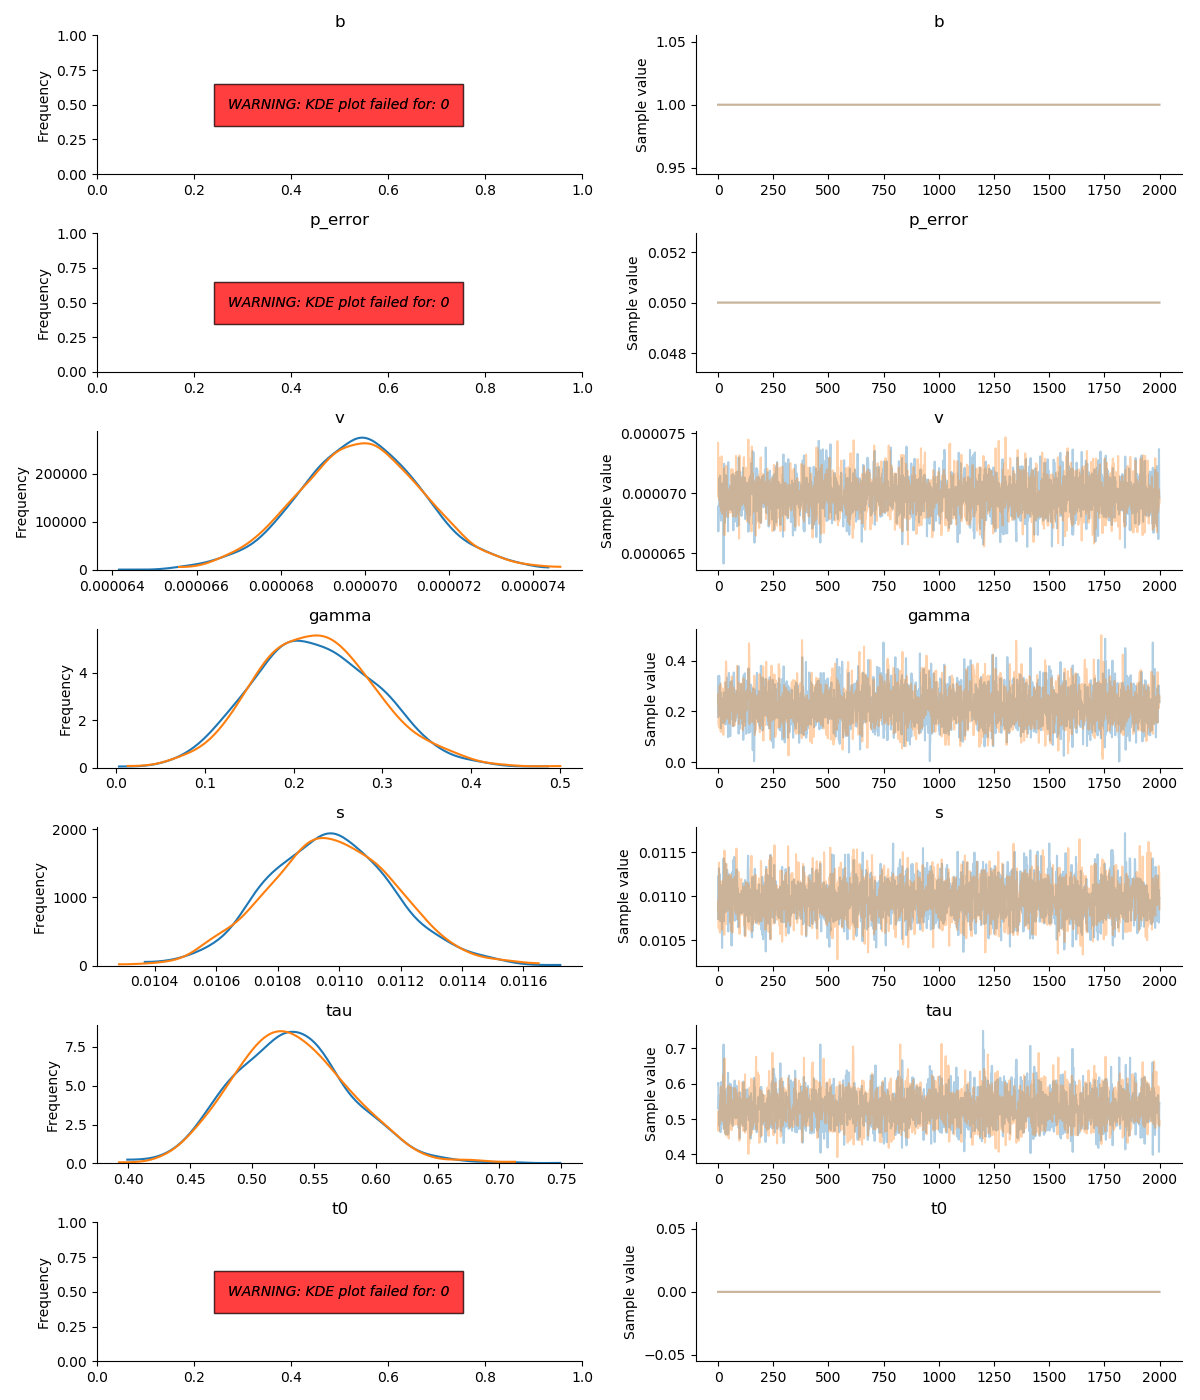 b
1.00
0.75
0.50
0.25
0.00
Frequency
WARNING: KDE plot failed for: 0
0.0 0.2 0.4 0.6 0.8 1.0
b
1.05
1.00
0.95
Sample value
0 250 500 750 1000 1250 1500 1750 2000
p_error
1.00
0.75
0.50
0.25
0.00
Frequency
WARNING: KDE plot failed for: 0
0.0 0.2 0.4 0.6 0.8 1.0
p_error
0.052
0.050
0.048
Sample value
0 250 500 750 1000 1250 1500 1750 2000
v
200000
100000
0
Frequency
0.000064 0.000066 0.000068 0.000070 0.000072 0.000074
v
0.000075
0.000070
0.000065
Sample value
0 250 500 750 1000 1250 1500 1750 2000
gamma
4
2
0
Frequency
0.0 0.1 0.2 0.3 0.4 0.5
gamma
0.4
0.2
0.0
Sample value
0 250 500 750 1000 1250 1500 1750 2000
s
2000
1000
0
Frequency
0.0104 0.0106 0.0108 0.0110 0.0112 0.0114 0.0116
s
0.0115
0.0110
0.0105
Sample value
0 250 500 750 1000 1250 1500 1750 2000
tau
7.5
5.0
2.5
0.0
Frequency
0.40 0.45 0.50 0.55 0.60 0.65 0.70 0.75
tau
0.7
0.6
0.5
0.4
Sample value
0 250 500 750 1000 1250 1500 1750 2000
t0
1.00
0.75
0.50
0.25
0.00
Frequency
WARNING: KDE plot failed for: 0
0.0 0.2 0.4 0.6 0.8 1.0
t0
0.05
0.00
−0.05
Sample value
0 250 500 750 1000 1250 1500 1750 2000